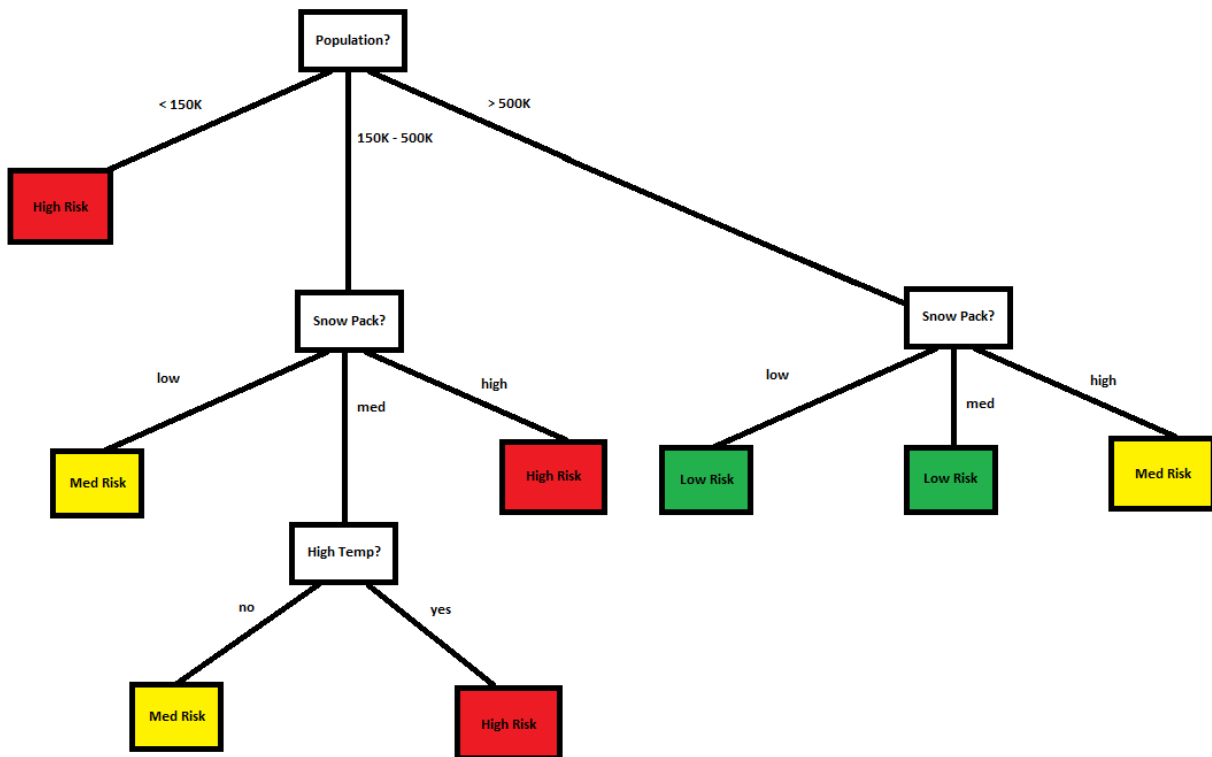 Population?
< 150K
> 500K
150K - 500K
High Risk
Snow Pack?
Snow Pack?
low
med
high
low
med
high
Med Risk
High Risk
Low Risk
Low Risk
Med Risk
High Temp?
no
yes
Med Risk
High Risk